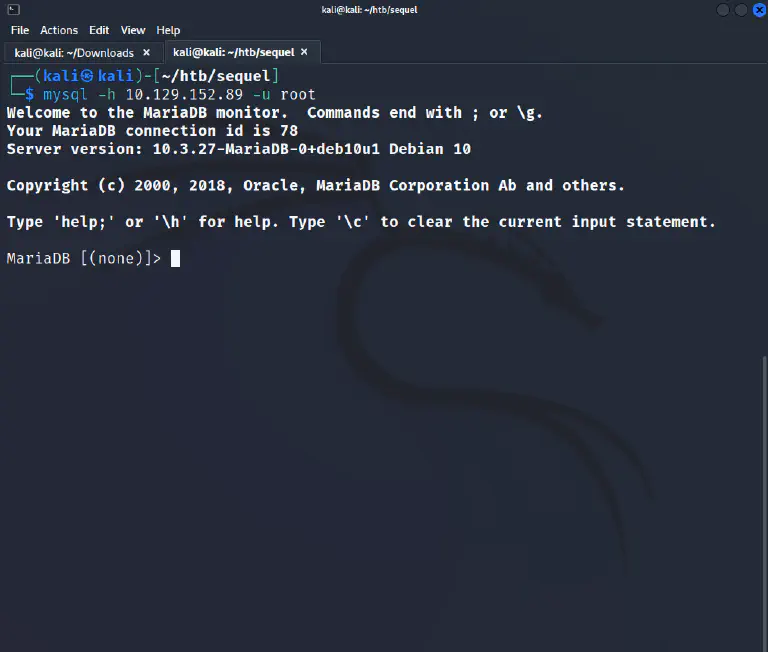 kali@kali: ~/htb/sequel
File Actions Edit View Help
kali@kali: ~/Downloads × kali@kali: ~/htb/sequel ×
┌──(kali㉿kali)-[~/htb/sequel]
└─$ mysql -h 10.129.152.89 -u root
Welcome to the MariaDB monitor.  Commands end with ; or \g.
Your MariaDB connection id is 78
Server version: 10.3.27-MariaDB-0+deb10u1 Debian 10
Copyright (c) 2000, 2018, Oracle, MariaDB Corporation Ab and others.
Type 'help;' or '\h' for help. Type '\c' to clear the current input statement.
MariaDB [(none)]>